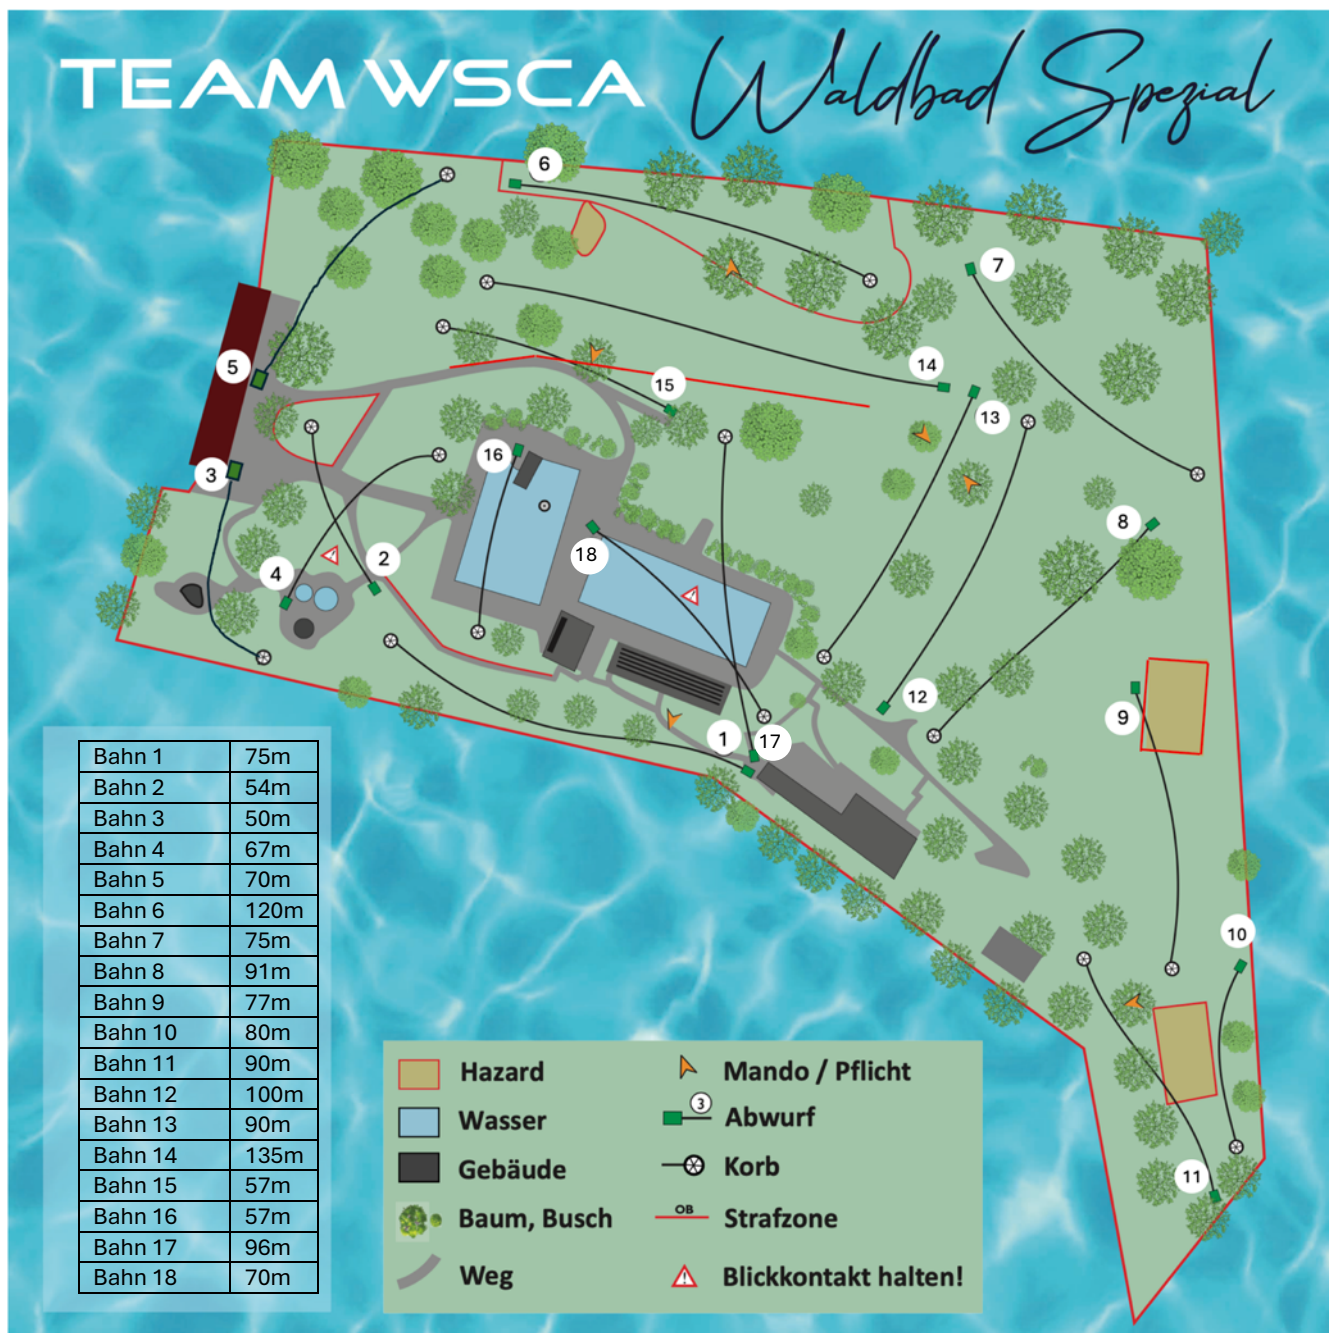 TEAM WSCA
Waldbad Spezial
6
7
5
14
15
13
16
3
8
18
2
4
12
9
1
17
10
11
Bahn 1 75m
Bahn 2 54m
Bahn 3 50m
Bahn 4 67m
Bahn 5 70m
Bahn 6 120m
Bahn 7 75m
Bahn 8 91m
Bahn 9 77m
Bahn 10 80m
Bahn 11 90m
Bahn 12 100m
Bahn 13 90m
Bahn 14 135m
Bahn 15 57m
Bahn 16 57m
Bahn 17 96m
Bahn 18 70m
Hazard
Wasser
Gebäude
Baum, Busch
Weg
Mando / Pflicht
3
Abwurf
Korb
OB
Strafzone
Blickkontakt halten!